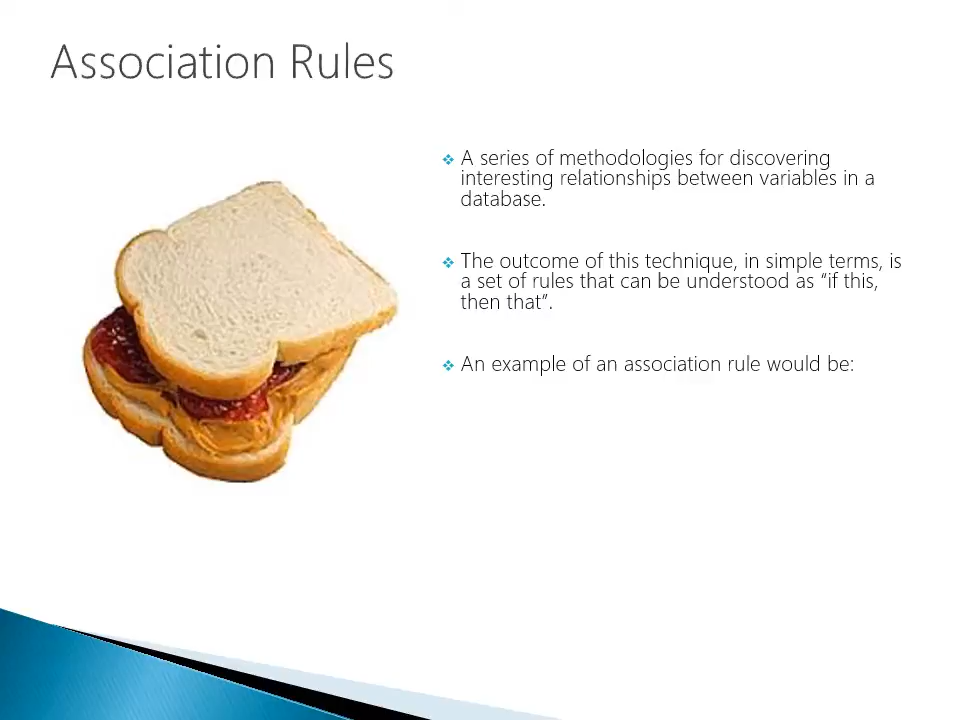 Association Rules
A series of methodologies for discovering
interesting relationships between variables in a
database.
The outcome of this technique, in simple terms, is
a set of rules that can be understood as “if this,
then that”.
An example of an association rule would be: